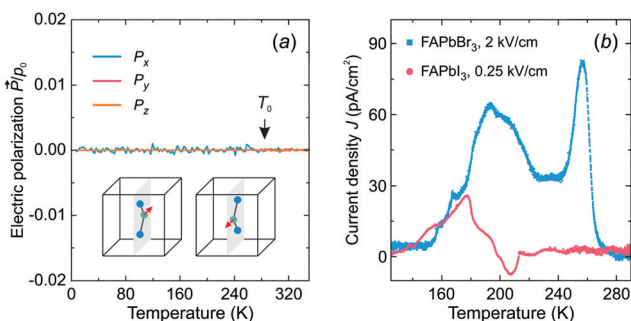 (a)
Electric polarization P⃗/p₀
0.02
0.01
0.00
-0.01
-0.02
Pₓ
Pᵧ
P_z
T₀
0 80 160 240 320
Temperature (K)
(b)
Current density J (pA/cm²)
90
60
30
0
FAPbBr₃, 2 kV/cm
FAPbI₃, 0.25 kV/cm
160 200 240 280
Temperature (K)